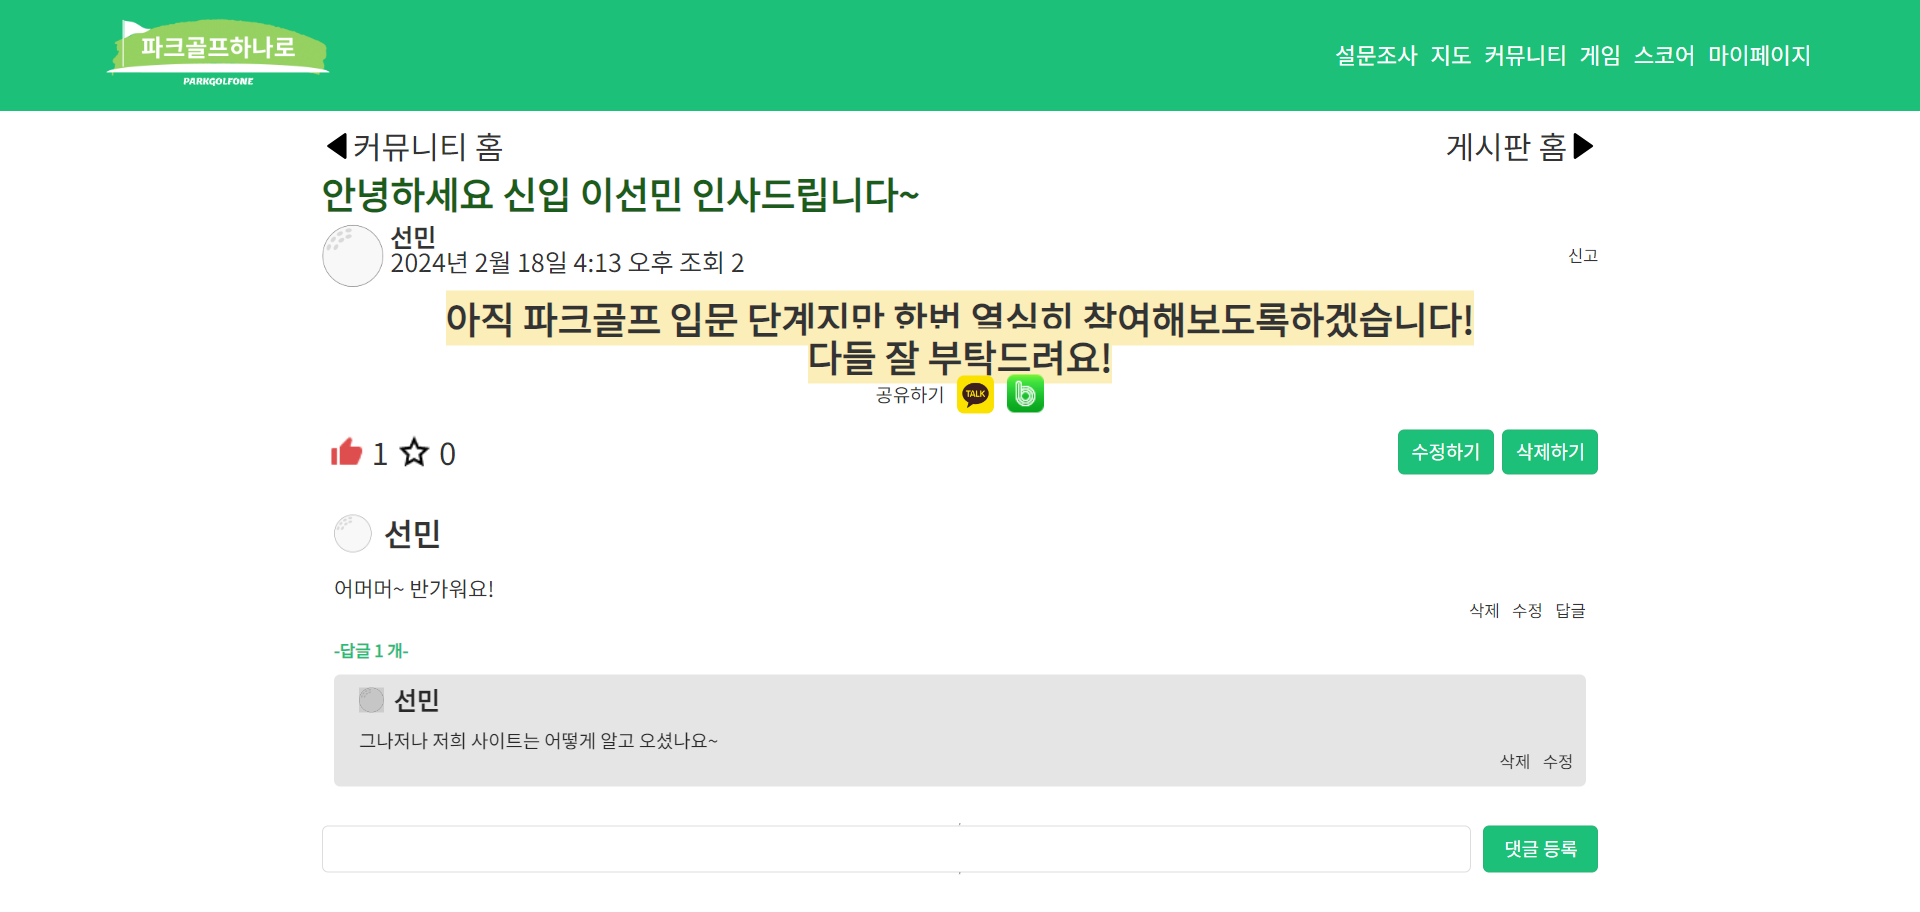 파크골프하나로
PARKGOLFONE
설문조사 지도 커뮤니티 게임 스코어 마이페이지
커뮤니티 홈
게시판 홈
안녕하세요 신입 이선민 인사드립니다~
선민
2024년 2월 18일 4:13 오후 조회 2
신고
아직 파크골프 입문 단계지만 한번 열심히 참여해보도록하겠습니다!
다들 잘 부탁드려요!
공유하기
TALK
1 0
수정하기 삭제하기
선민
어머머~ 반가워요!
삭제 수정 답글
-답글 1 개-
선민
그나저나 저희 사이트는 어떻게 알고 오셨나요~
삭제 수정
댓글 등록